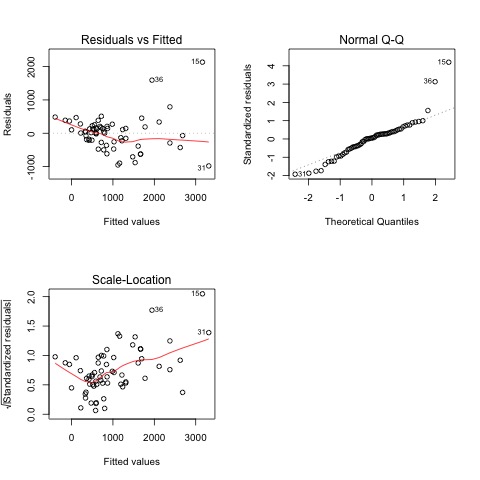 Residuals vs Fitted
Residuals
-1000 0 1000 2000
15
36
31
0 1000 2000 3000
Fitted values
Normal Q-Q
Standardized residuals
-2 -1 0 1 2 3 4
15
36
31
-2 -1 0 1 2
Theoretical Quantiles
Scale-Location
√|Standardized residuals|
0.0 0.5 1.0 1.5 2.0
15
36
31
0 1000 2000 3000
Fitted values